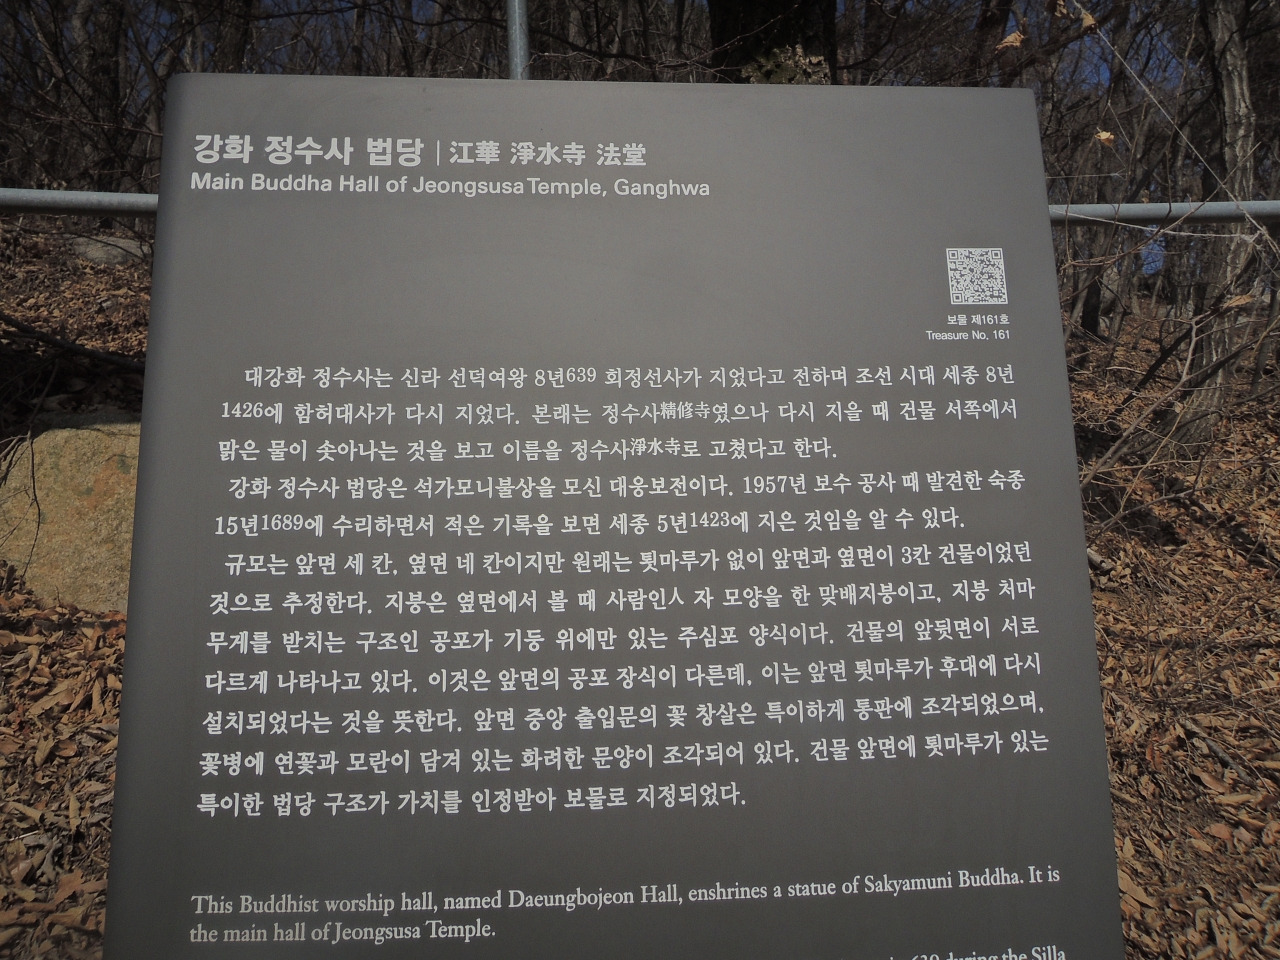 강화 정수사 법당 | 江華 淨水寺 法堂
Main Buddha Hall of Jeongsusa Temple, Ganghwa
보물 제161호
Treasure No. 161
대강화 정수사는 신라 선덕여왕 8년639 회정선사가 지었다고 전하며 조선 시대 세종 8년
1426에 함허대사가 다시 지었다. 본래는 정수사精修寺였으나 다시 지을 때 건물 서쪽에서
맑은 물이 솟아나는 것을 보고 이름을 정수사淨水寺로 고쳤다고 한다.
강화 정수사 법당은 석가모니불상을 모신 대웅보전이다. 1957년 보수 공사 때 발견한 숙종
15년1689에 수리하면서 적은 기록을 보면 세종 5년1423에 지은 것임을 알 수 있다.
규모는 앞면 세 칸, 옆면 네 칸이지만 원래는 툇마루가 없이 앞면과 옆면이 3칸 건물이었던
것으로 추정한다. 지붕은 옆면에서 볼 때 사람인人 자 모양을 한 맞배지붕이고, 지붕 처마
무게를 받치는 구조인 공포가 기둥 위에만 있는 주심포 양식이다. 건물의 앞뒷면이 서로
다르게 나타나고 있다. 이것은 앞면의 공포 장식이 다른데, 이는 앞면 툇마루가 후대에 다시
설치되었다는 것을 뜻한다. 앞면 중앙 출입문의 꽃 창살은 특이하게 통판에 조각되었으며,
꽃병에 연꽃과 모란이 담겨 있는 화려한 문양이 조각되어 있다. 건물 앞면에 툇마루가 있는
특이한 법당 구조가 가치를 인정받아 보물로 지정되었다.
This Buddhist worship hall, named Daeungbojeon Hall, enshrines a statue of Sakyamuni Buddha. It is
the main hall of Jeongsusa Temple.
639 during the Silla